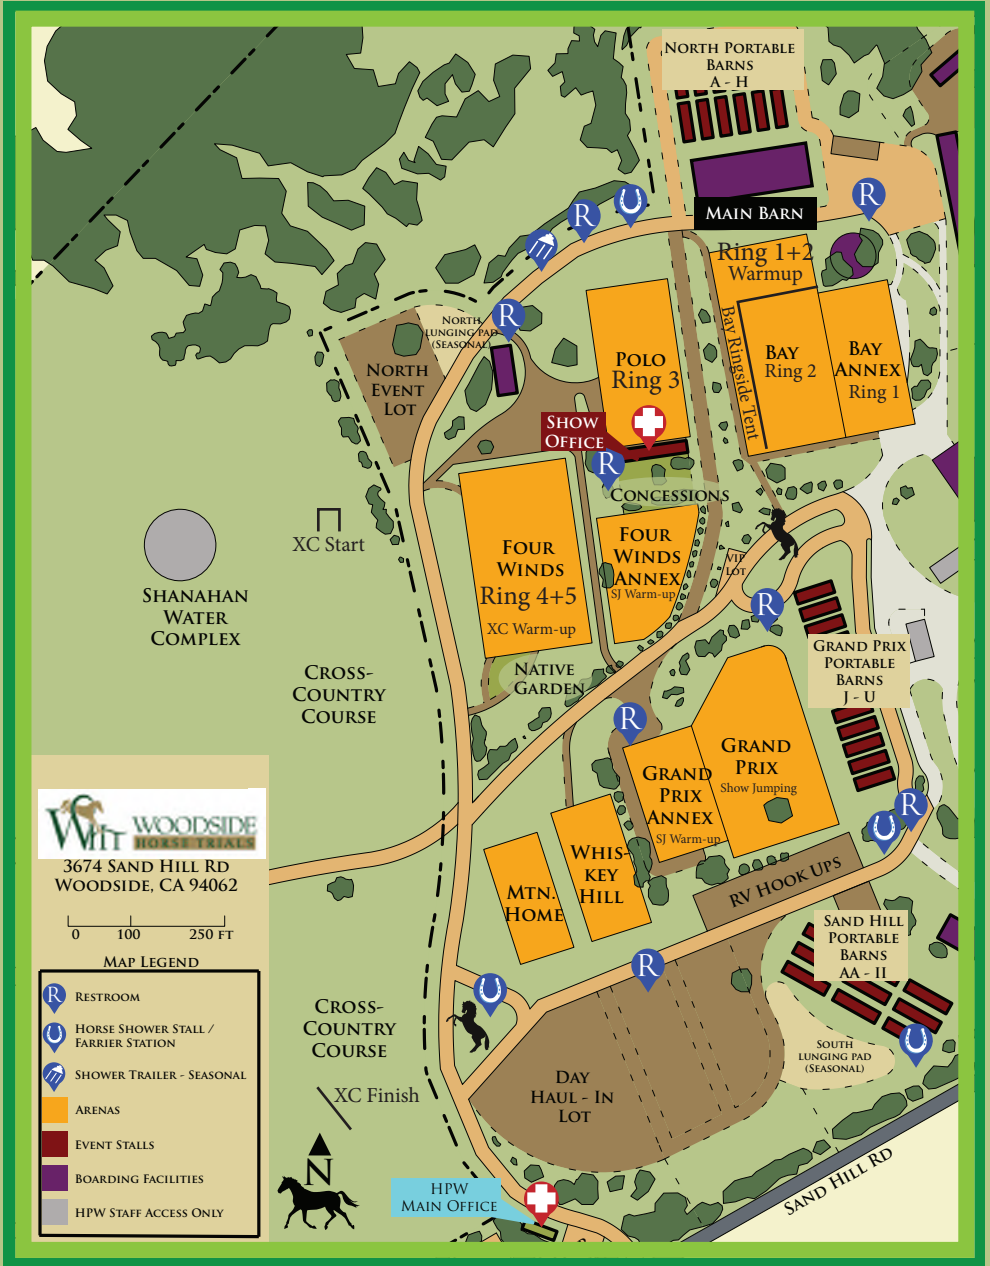 North Portable
Barns
A - H
Main Barn
R
R
R
Ring 1+2
Warmup
North
Lunging Pad
(Seasonal)
North
Event
Lot
Polo
Ring 3
Bay Ringside Tent
Bay
Ring 2
Bay
Annex
Ring 1
Show
Office
R
Concessions
XC Start
Four
Winds
Ring 4+5
XC Warm-up
Four
Winds
Annex
SJ Warm-up
VIP
Lot
R
Shanahan
Water
Complex
Grand Prix
Portable
Barns
J - U
Cross-
Country
Course
Native
Garden
R
Grand
Prix
Show Jumping
Grand
Prix
Annex
SJ Warm-up
R
Whis-
key
Hill
Mtn.
Home
RV Hook Ups
Sand Hill
Portable
Barns
AA - II
R
WHT WOODSIDE
HORSE TRIALS
3674 Sand Hill Rd
Woodside, CA 94062
0 100 250 ft
Map Legend
R Restroom
Horse Shower Stall /
Farrier Station
Shower Trailer - Seasonal
Arenas
Event Stalls
Boarding Facilities
HPW Staff Access Only
Cross-
Country
Course
South
Lunging Pad
(Seasonal)
XC Finish
Day
Haul - In
Lot
N
HPW
Main Office
Sand Hill Rd